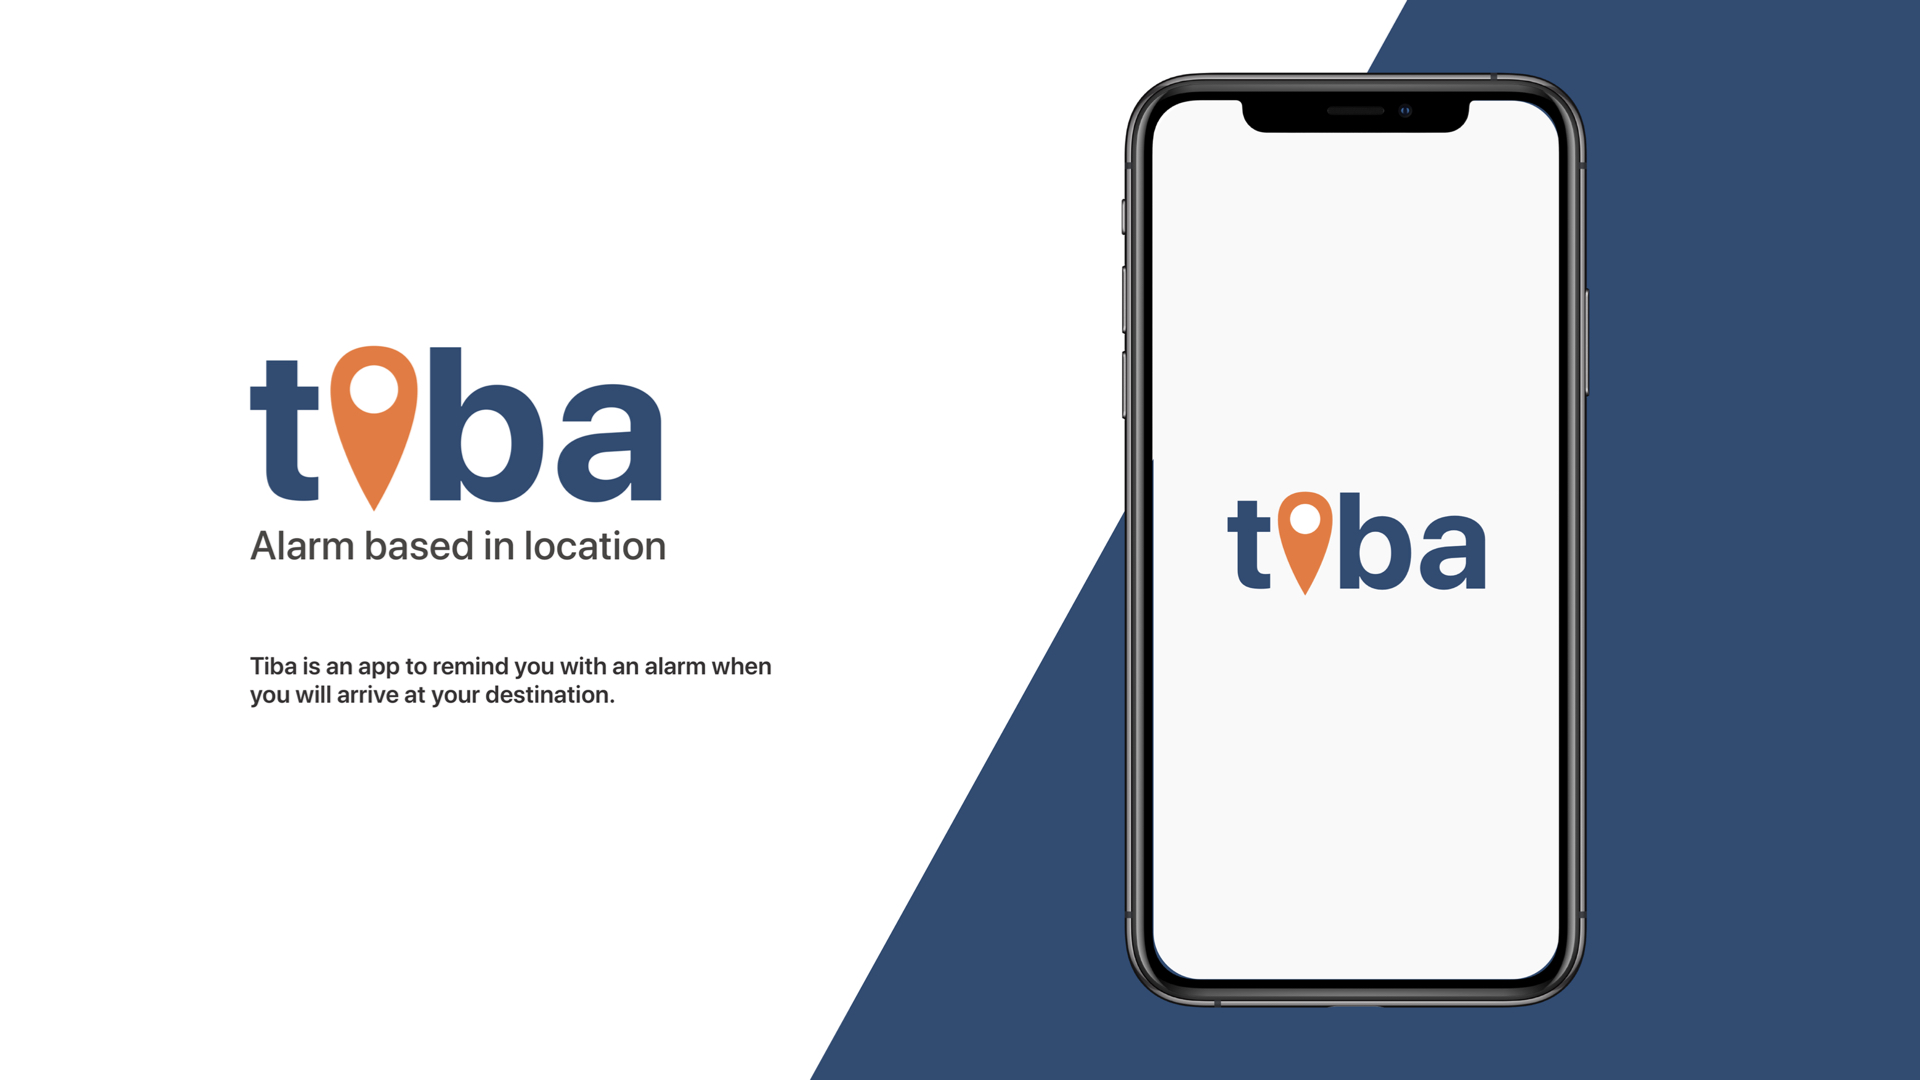 tiba
Alarm based in location
Tiba is an app to remind you with an alarm when
you will arrive at your destination.
tiba